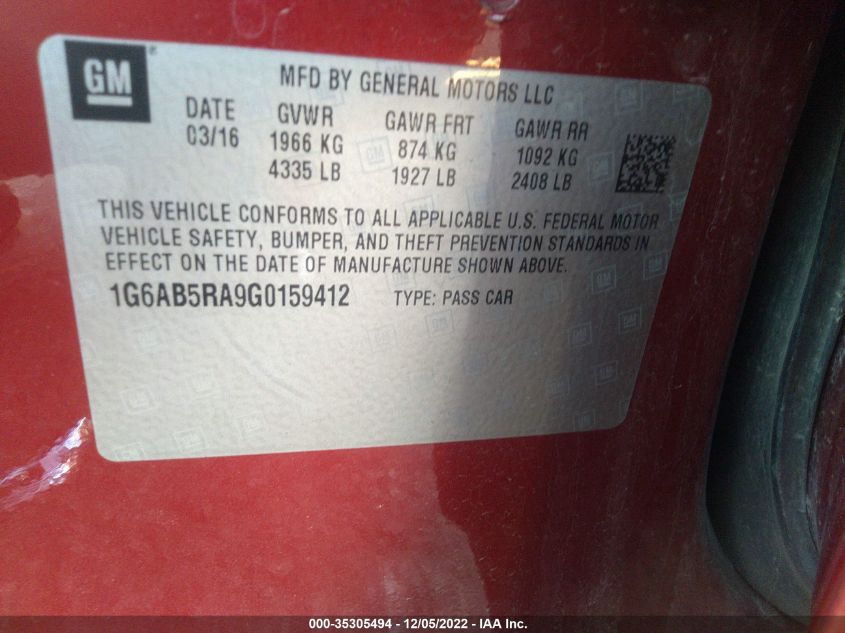 GM
MFD BY GENERAL MOTORS LLC
DATE GVWR GAWR FRT GAWR RR
03/16 1966 KG 874 KG 1092 KG
4335 LB 1927 LB 2408 LB
THIS VEHICLE CONFORMS TO ALL APPLICABLE U.S. FEDERAL MOTOR
VEHICLE SAFETY, BUMPER, AND THEFT PREVENTION STANDARDS IN
EFFECT ON THE DATE OF MANUFACTURE SHOWN ABOVE.
1G6AB5RA9G0159412 TYPE: PASS CAR
000-35305494 - 12/05/2022 - IAA Inc.